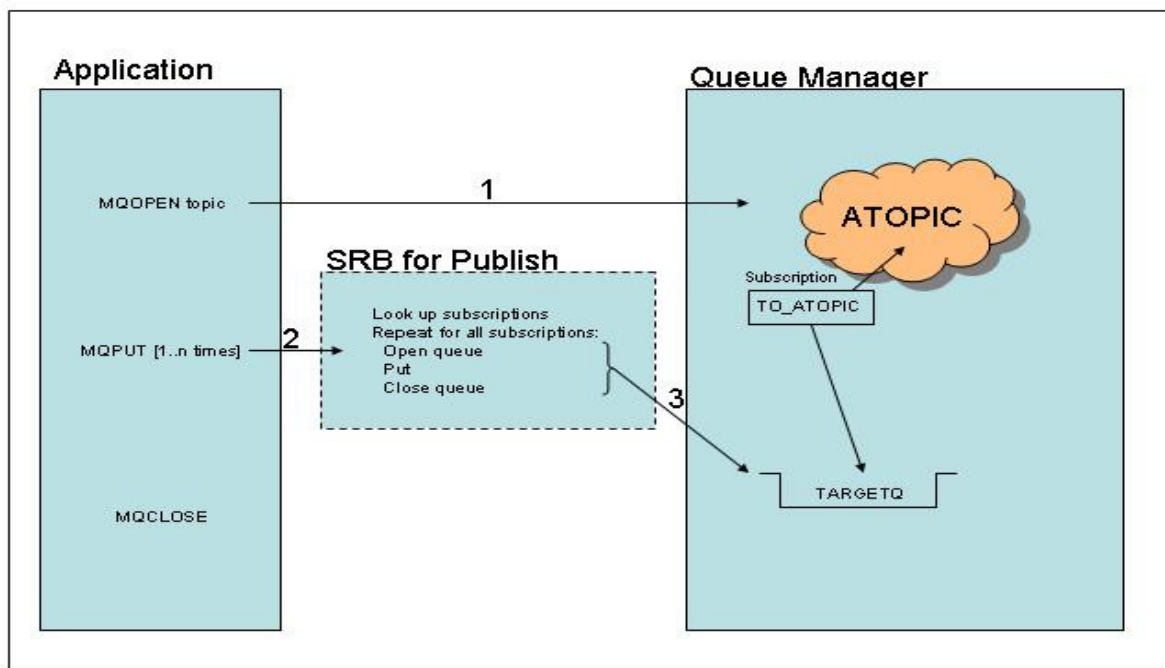 Application
Queue Manager
MQOPEN topic
1
ATOPIC
SRB for Publish
Subscription
TO_ATOPIC
Look up subscriptions
Repeat for all subscriptions:
Open queue
Put
Close queue
MQPUT [1..n times]
2
3
TARGETQ
MQCLOSE